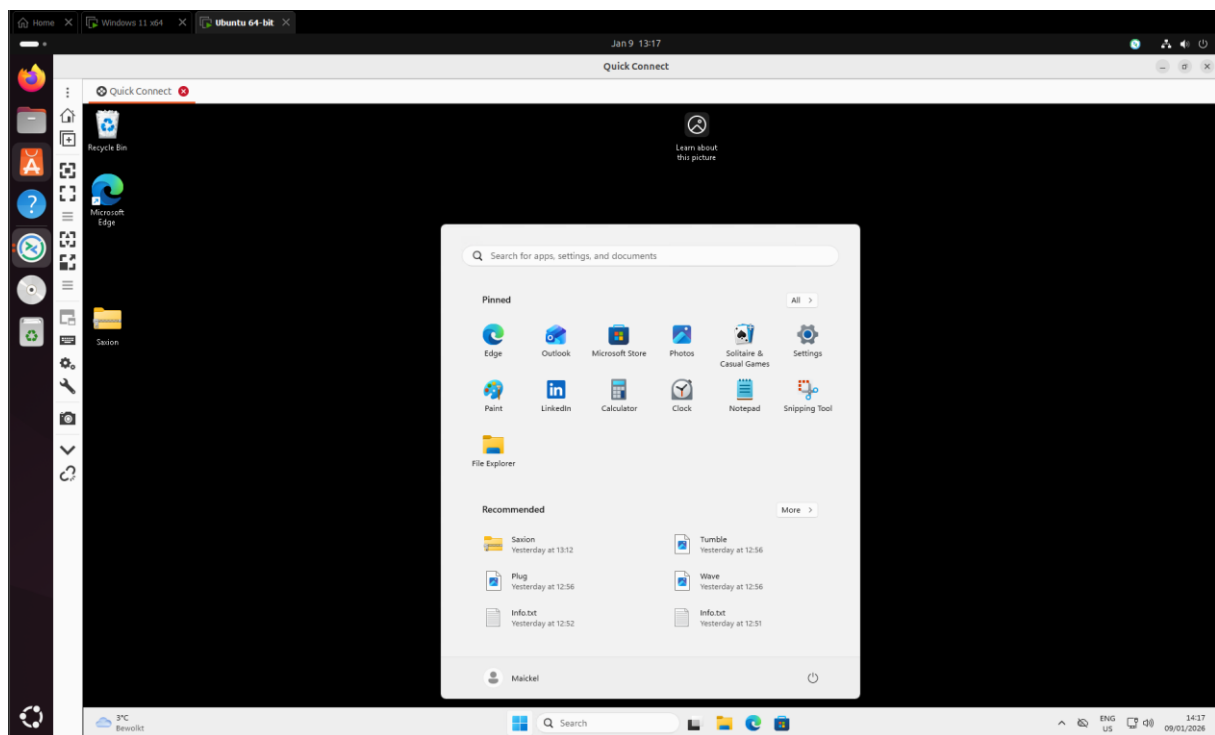 Home
Windows 11 x64
Ubuntu 64-bit
Jan 9 13:17
Quick Connect
Quick Connect
Recycle Bin
Learn about
this picture
Microsoft
Edge
Saxion
Search for apps, settings, and documents
Pinned
All
Edge
Outlook
Microsoft Store
Photos
Solitaire &
Casual Games
Settings
Paint
LinkedIn
Calculator
Clock
Notepad
Snipping Tool
File Explorer
Recommended
More
Saxion
Yesterday at 13:12
Tumble
Yesterday at 12:56
Plug
Yesterday at 12:56
Wave
Yesterday at 12:56
Info.txt
Yesterday at 12:52
Info.txt
Yesterday at 12:51
Maickel
3°C
Bewolkt
Search
ENG
US
14:17
09/01/2026